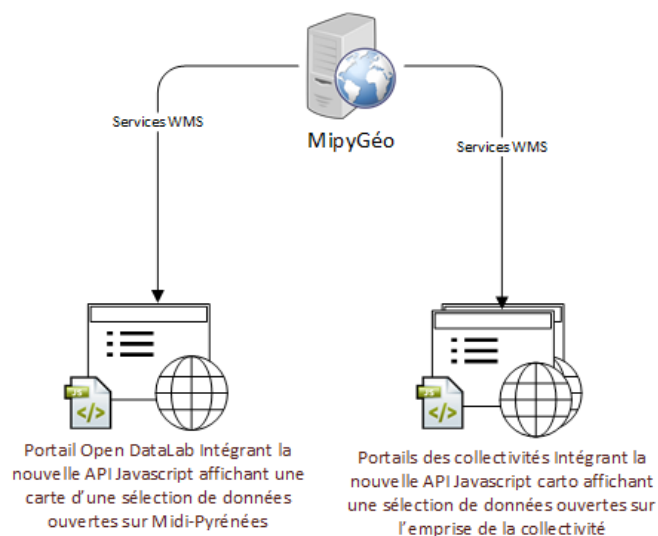 MipyGéo
Services WMS
Services WMS
JS
</>
JS
</>
Portail Open DataLab Intégrant la
nouvelle API Javascript affichant une
carte d'une sélection de données
ouvertes sur Midi-Pyrénées
Portails des collectivités Intégrant la
nouvelle API Javascript carto affichant
une sélection de données ouvertes sur
l'emprise de la collectivité